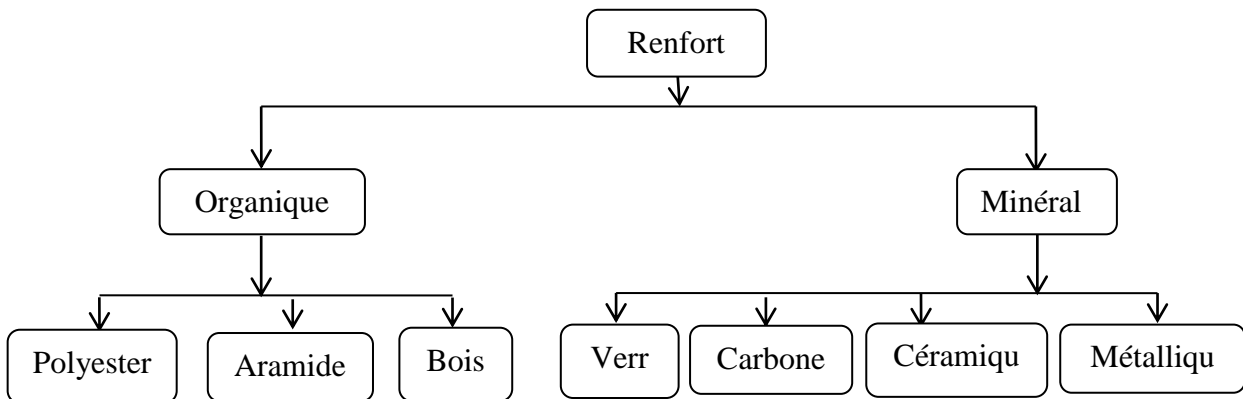 Renfort
Organique
Minéral
Polyester
Aramide
Bois
Verr
Carbone
Céramiqu
Métalliqu